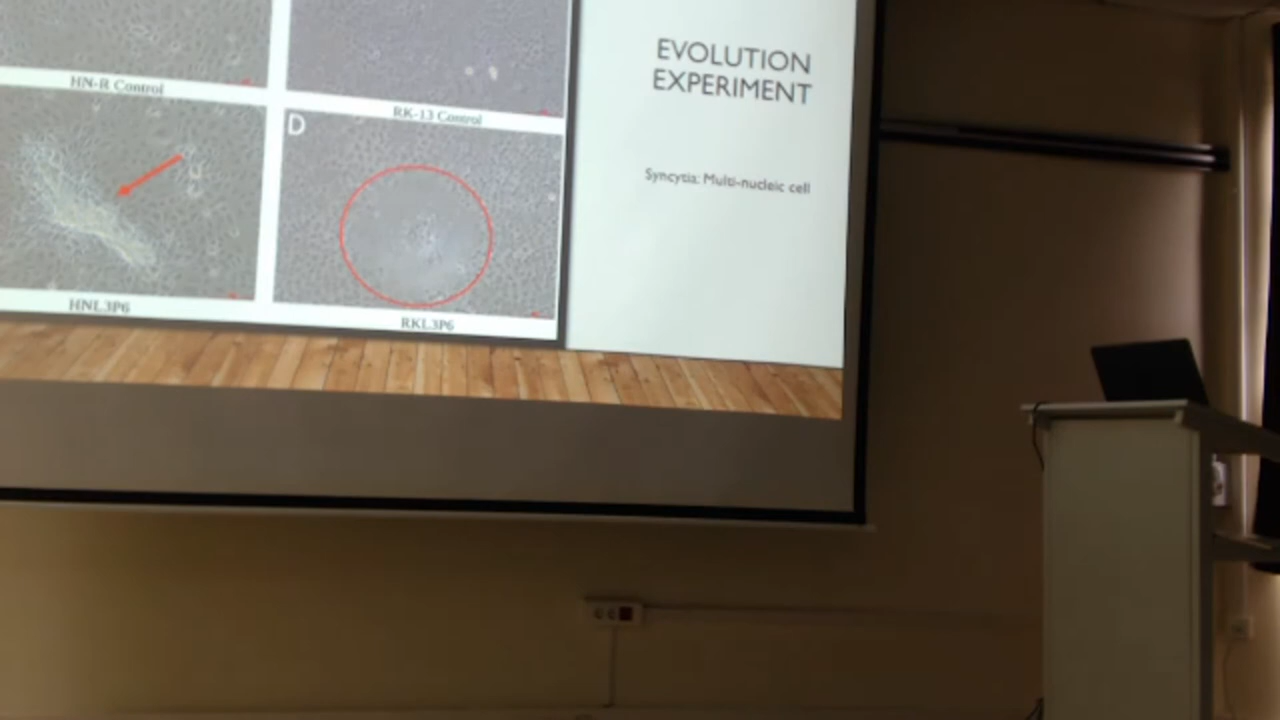 EVOLUTION
EXPERIMENT
Syncytia: Multi-nucleic cell
HN-R Control
RK-13 Control
D
HNL3P6
RKL3P6